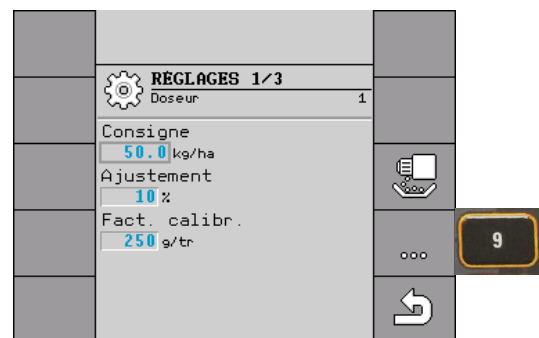 RÉGLAGES 1/3
Doseur 1
Consigne
50.0 kg/ha
Ajustement
10 %
Fact. calibr.
250 g/tr
9